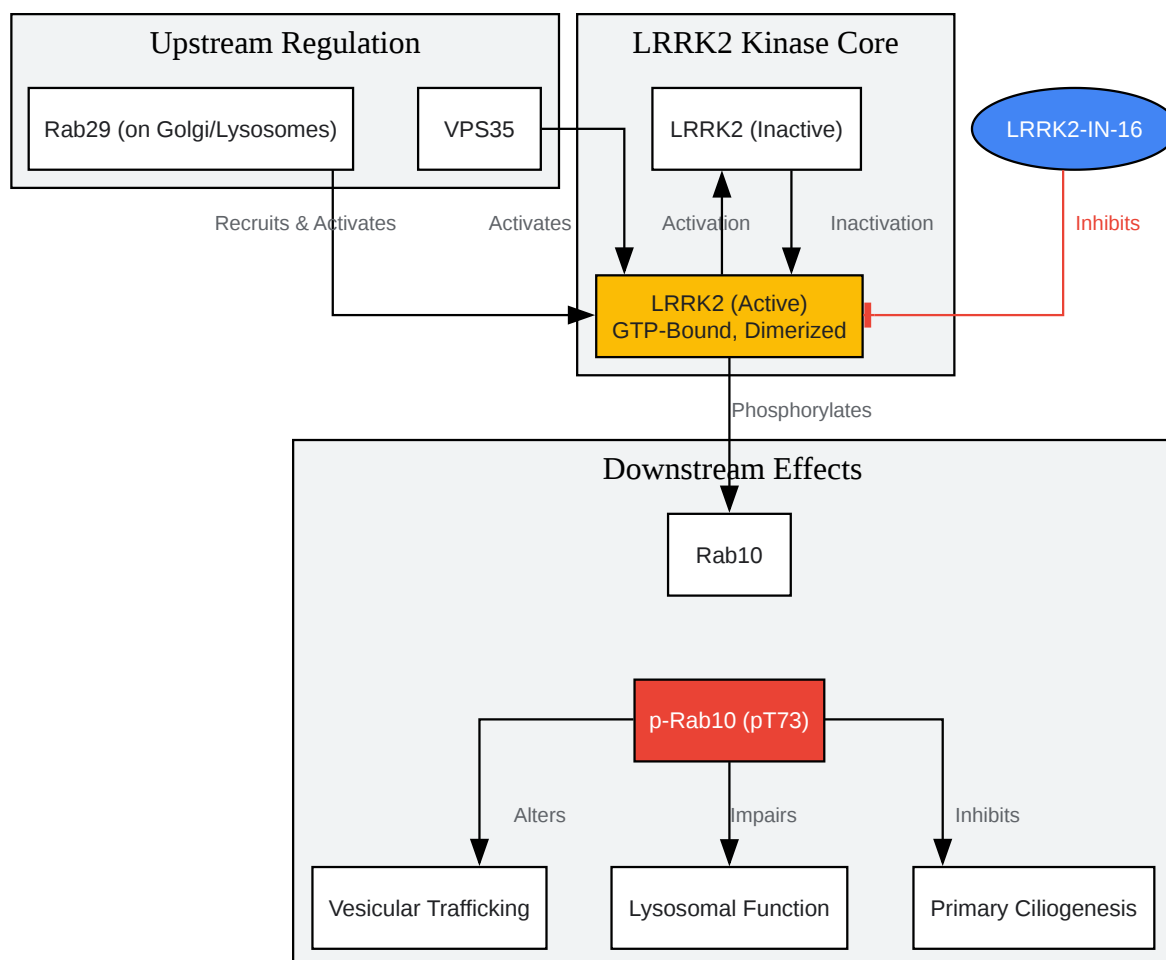 Upstream Regulation
LRRK2 Kinase Core
Rab29 (on Golgi/Lysosomes)
VPS35
LRRK2 (Inactive)
LRRK2-IN-16
Recruits & Activates
Activates
Activation
Inactivation
Inhibits
LRRK2 (Active)
GTP-Bound, Dimerized
Phosphorylates
Downstream Effects
Rab10
p-Rab10 (pT73)
Alters
Impairs
Inhibits
Vesicular Trafficking
Lysosomal Function
Primary Ciliogenesis